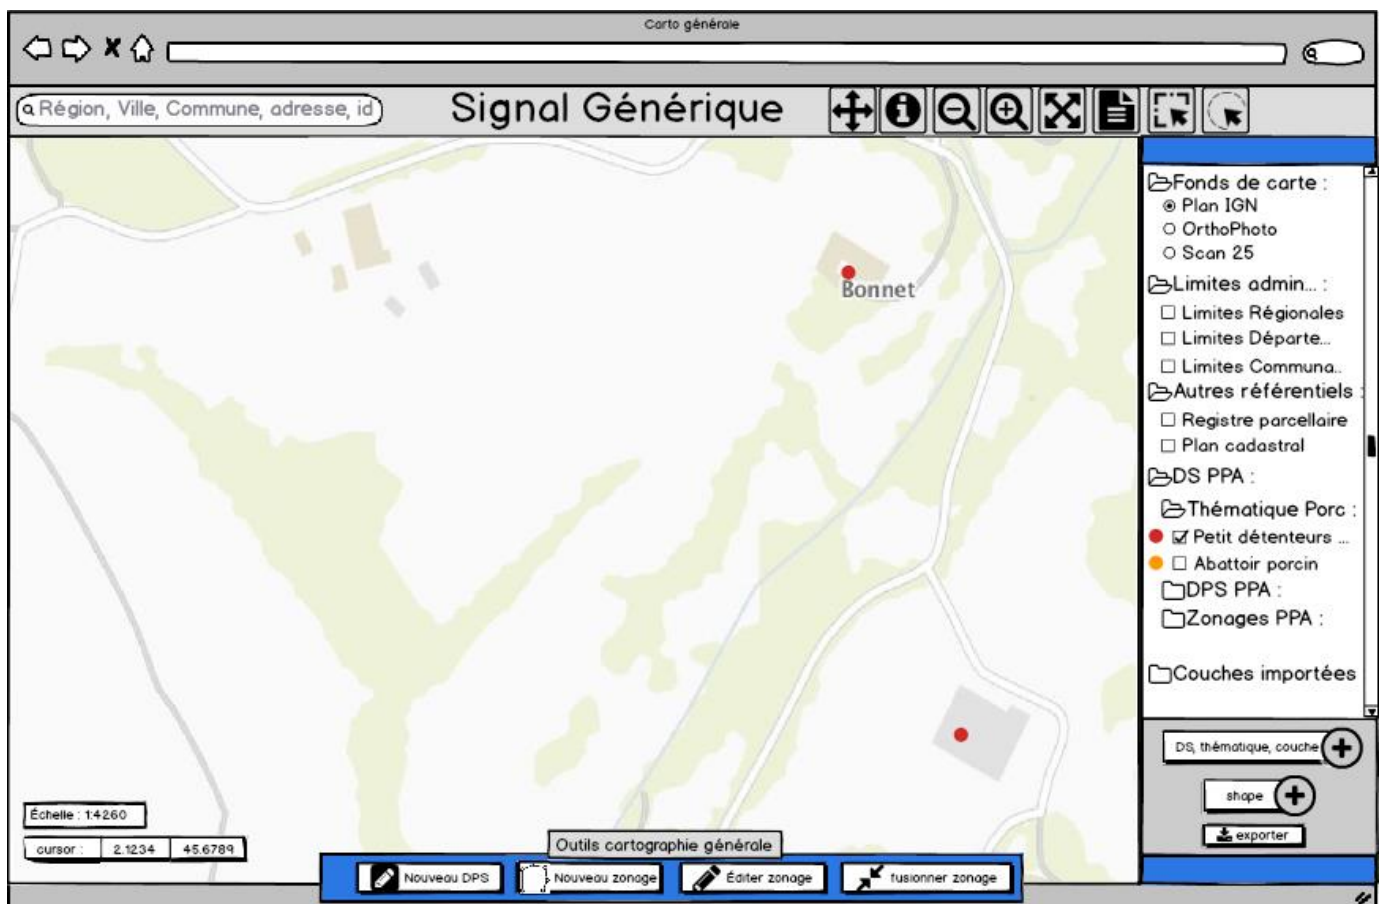 Carto générale
Région, Ville, Commune, adresse, id
Signal Générique
Fonds de carte :
Plan IGN
OrthoPhoto
Scan 25
Limites admin... :
Limites Régionales
Limites Départe...
Limites Communa..
Autres référentiels :
Registre parcellaire
Plan cadastral
DS PPA :
Thématique Porc :
Petit détenteurs ...
Abattoir porcin
DPS PPA :
Zonages PPA :
Couches importées
DS, thématique, couche
shape
exporter
Bonnet
Échelle : 1:4260
cursor : 2.1234 45.6789
Outils cartographie générale
Nouveau DPS
Nouveau zonage
Éditer zonage
fusionner zonage